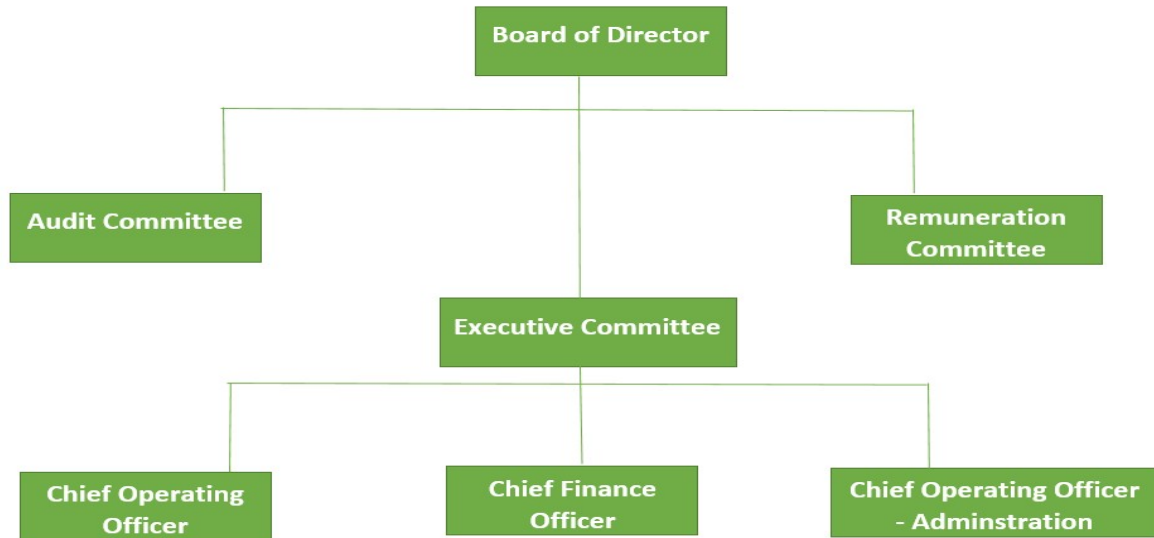 Board of Director
Audit Committee
Remuneration
Committee
Executive Committee
Chief Operating
Officer
Chief Finance
Officer
Chief Operating Officer
- Adminstration